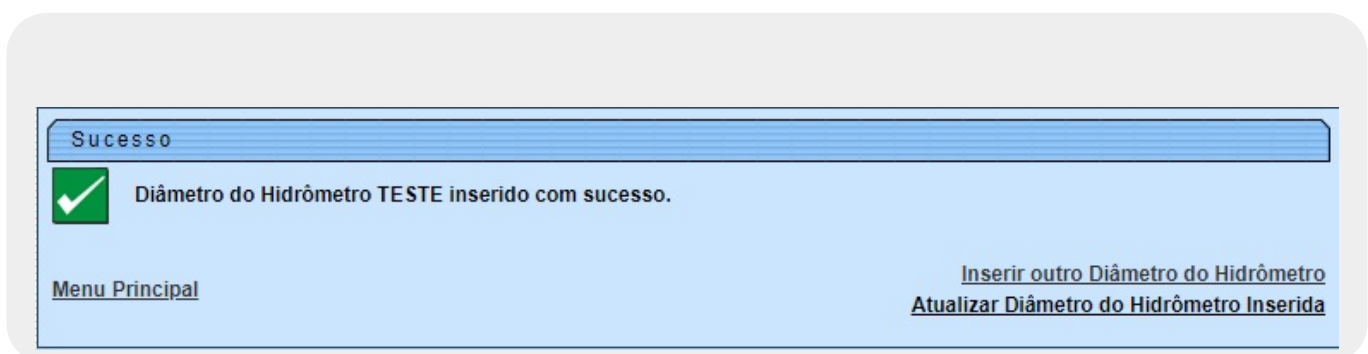 Sucesso
Diâmetro do Hidrômetro TESTE inserido com sucesso.
Menu Principal
Inserir outro Diâmetro do Hidrômetro
Atualizar Diâmetro do Hidrômetro Inserida